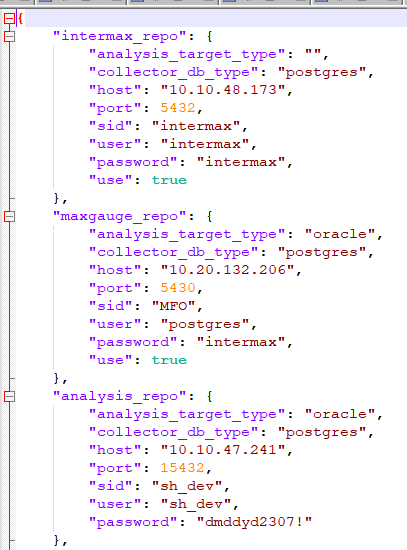 {
"intermax_repo": {
"analysis_target_type": "",
"collector_db_type": "postgres",
"host": "10.10.48.173",
"port": 5432,
"sid": "intermax",
"user": "intermax",
"password": "intermax",
"use": true
},
"maxgauge_repo": {
"analysis_target_type": "oracle",
"collector_db_type": "postgres",
"host": "10.20.132.206",
"port": 5430,
"sid": "MFO",
"user": "postgres",
"password": "intermax",
"use": true
},
"analysis_repo": {
"analysis_target_type": "oracle",
"collector_db_type": "postgres",
"host": "10.10.47.241",
"port": 15432,
"sid": "sh_dev",
"user": "sh_dev",
"password": "dmddyd2307!"
},